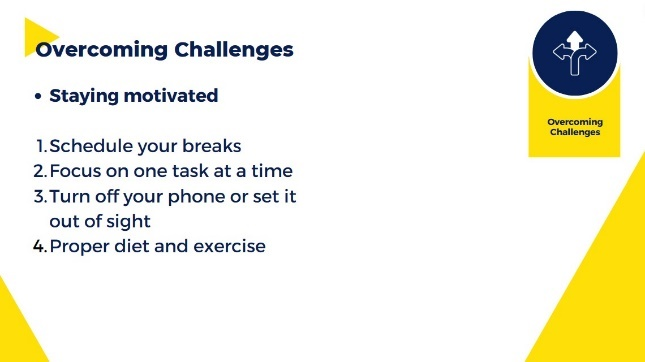 Overcoming Challenges
• Staying motivated
1. Schedule your breaks
2. Focus on one task at a time
3. Turn off your phone or set it
out of sight
4. Proper diet and exercise
Overcoming
Challenges